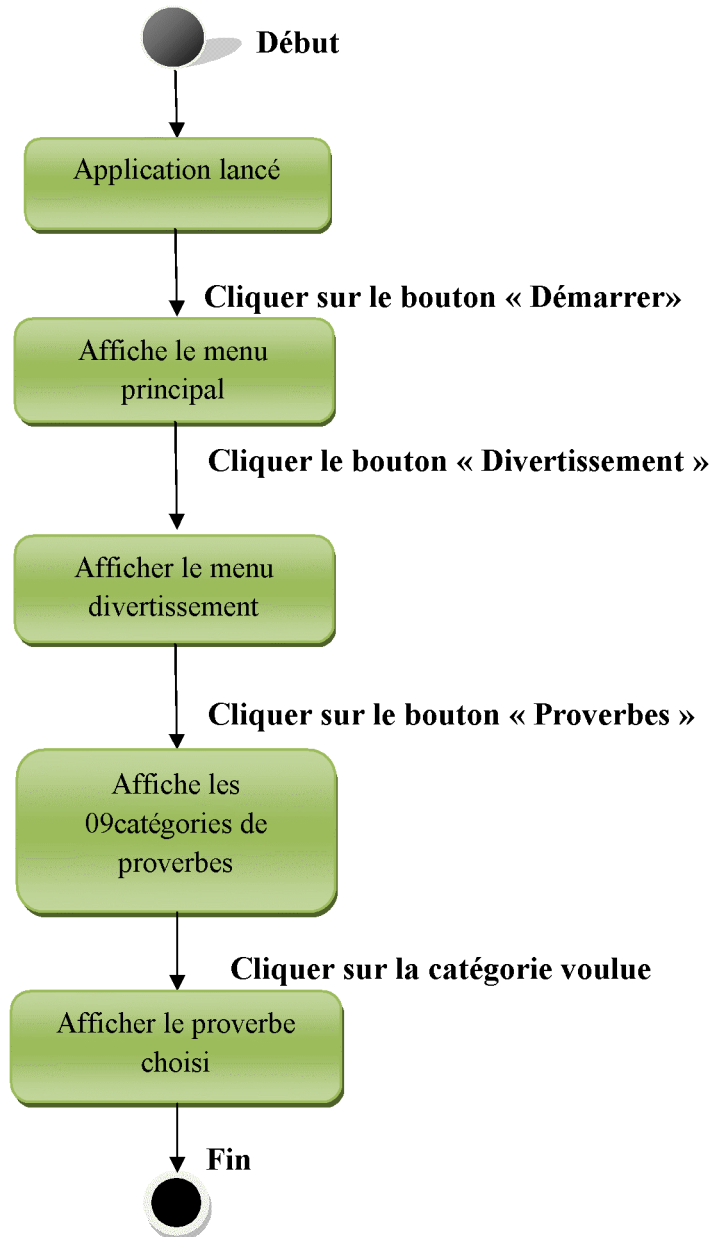 Début
Application lancé
Cliquer sur le bouton « Démarrer»
Affiche le menu
principal
Cliquer le bouton « Divertissement »
Afficher le menu
divertissement
Cliquer sur le bouton « Proverbes »
Affiche les
09catégories de
proverbes
Cliquer sur la catégorie voulue
Afficher le proverbe
choisi
Fin